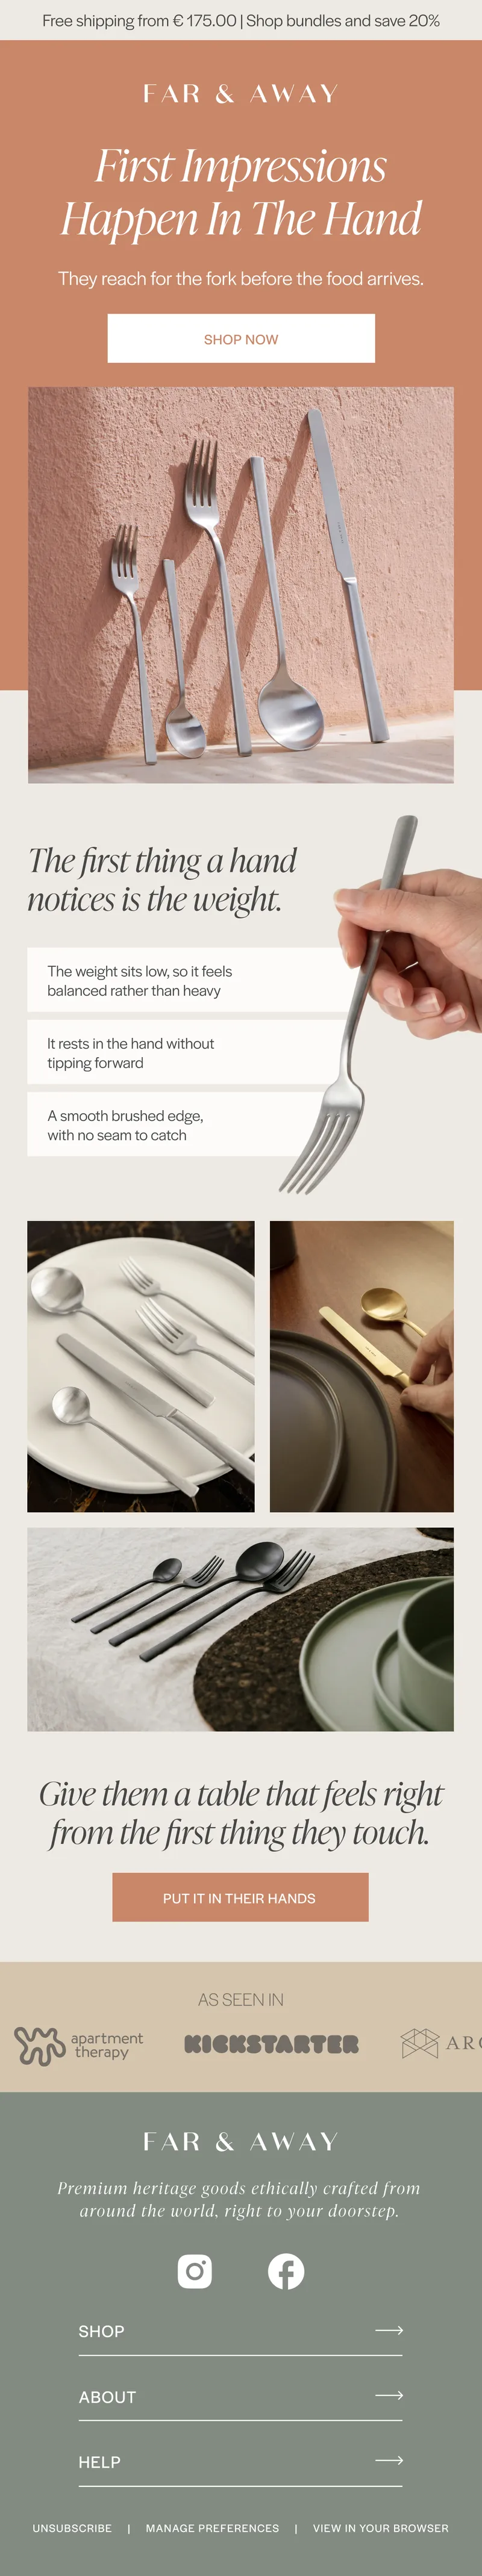 Free shipping from € 175.00 | Shop bundles and save 20%
FAR & AWAY
First Impressions
Happen In The Hand
They reach for the fork before the food arrives.
SHOP NOW
The first thing a hand
notices is the weight.
The weight sits low, so it feels
balanced rather than heavy
It rests in the hand without
tipping forward
A smooth brushed edge,
with no seam to catch
Give them a table that feels right
from the first thing they touch.
PUT IT IN THEIR HANDS
AS SEEN IN
apartment
therapy
KICKSTARTER
FAR & AWAY
Premium heritage goods ethically crafted from
around the world, right to your doorstep.
SHOP
ABOUT
HELP
UNSUBSCRIBE | MANAGE PREFERENCES | VIEW IN YOUR BROWSER